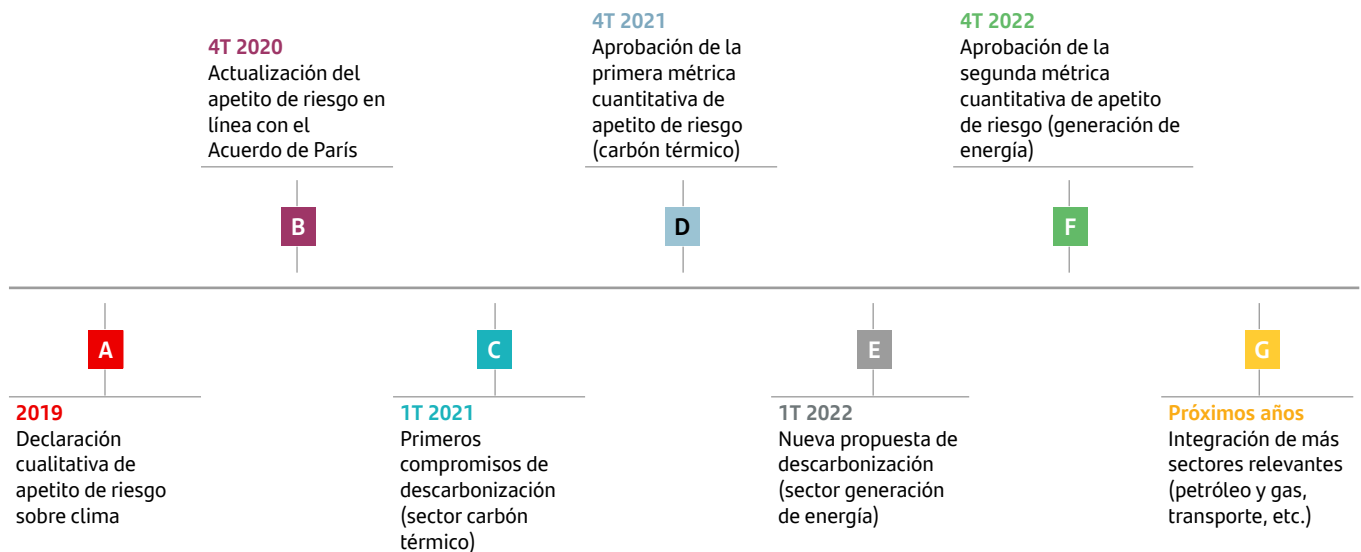 4T 2020
Actualización del
apetito de riesgo en
línea con el
Acuerdo de París
4T 2021
Aprobación de la
primera métrica
cuantitativa de
apetito de riesgo
(carbón térmico)
4T 2022
Aprobación de la
segunda métrica
cuantitativa de apetito
de riesgo (generación de
energía)
B
D
F
A
C
E
G
2019
Declaración
cualitativa de
apetito de riesgo
sobre clima
1T 2021
Primeros
compromisos de
descarbonización
(sector carbón
térmico)
1T 2022
Nueva propuesta de
descarbonización
(sector generación
de energía)
Próximos años
Integración de más
sectores relevantes
(petróleo y gas,
transporte, etc.)